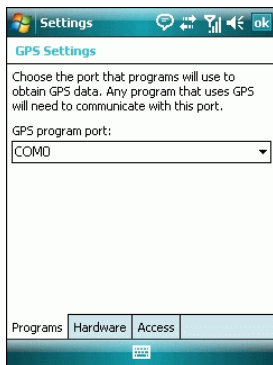 Settings
ok
GPS Settings
Choose the port that programs will use to
obtain GPS data. Any program that uses GPS
will need to communicate with this port.
GPS program port:
COM0
Programs Hardware Access